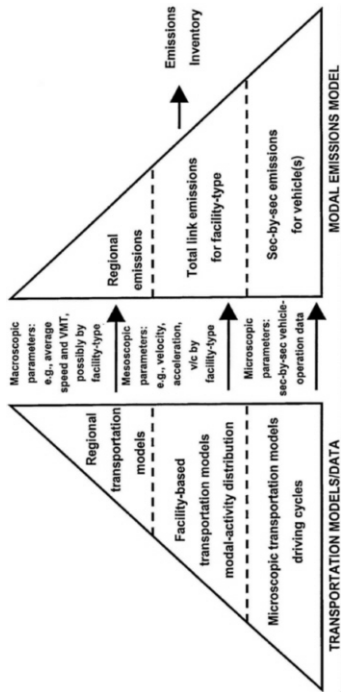 Regional
transportation
models
Facility-based
transportation models
modal-activity distribution
Microscopic transportation models
driving cycles
TRANSPORTATION MODELS/DATA
Macroscopic
parameters:
e.g., average
speed and VMT,
possibly by
facility-type
Mesoscopic
parameters:
e.g., velocity,
acceleration,
v/c by
facility-type
Microscopic
parameters:
sec-by-sec vehicle-
operation data
Regional
emissions
Total link emissions
for facility-type
Sec-by-sec emissions
for vehicle(s)
MODAL EMISSIONS MODEL
Emissions
Inventory